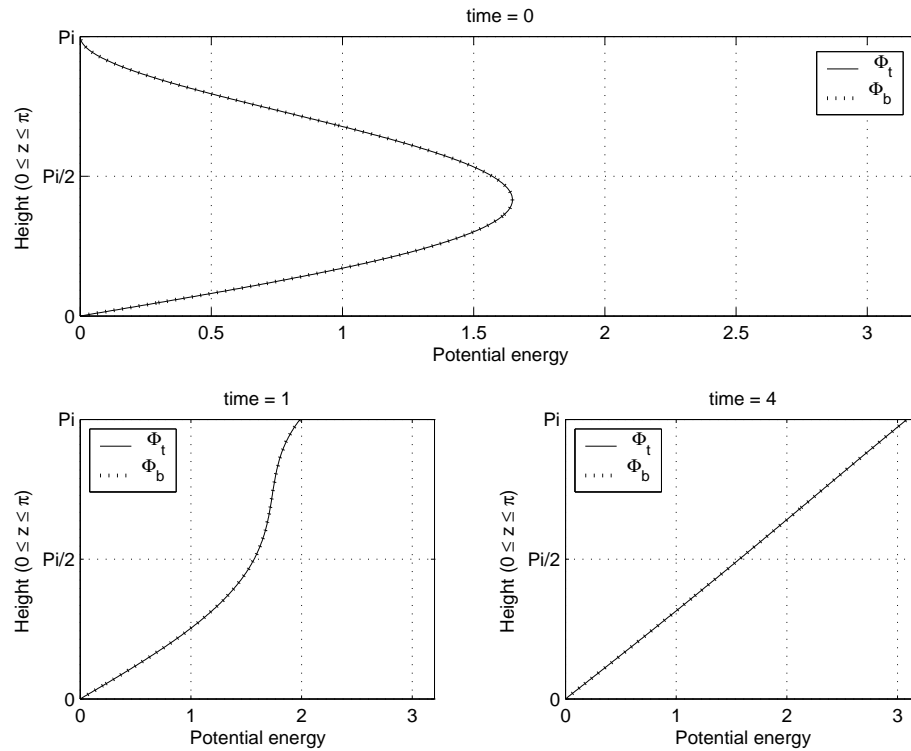 time = 0
Pi
Pi/2
0
Height (0 ≤ z ≤ π)
Φt
Φb
0 0.5 1 1.5 2 2.5 3
Potential energy
time = 1
Pi
Pi/2
0
Height (0 ≤ z ≤ π)
Φt
Φb
0 1 2 3
Potential energy
time = 4
Pi
Pi/2
0
Height (0 ≤ z ≤ π)
Φt
Φb
0 1 2 3
Potential energy